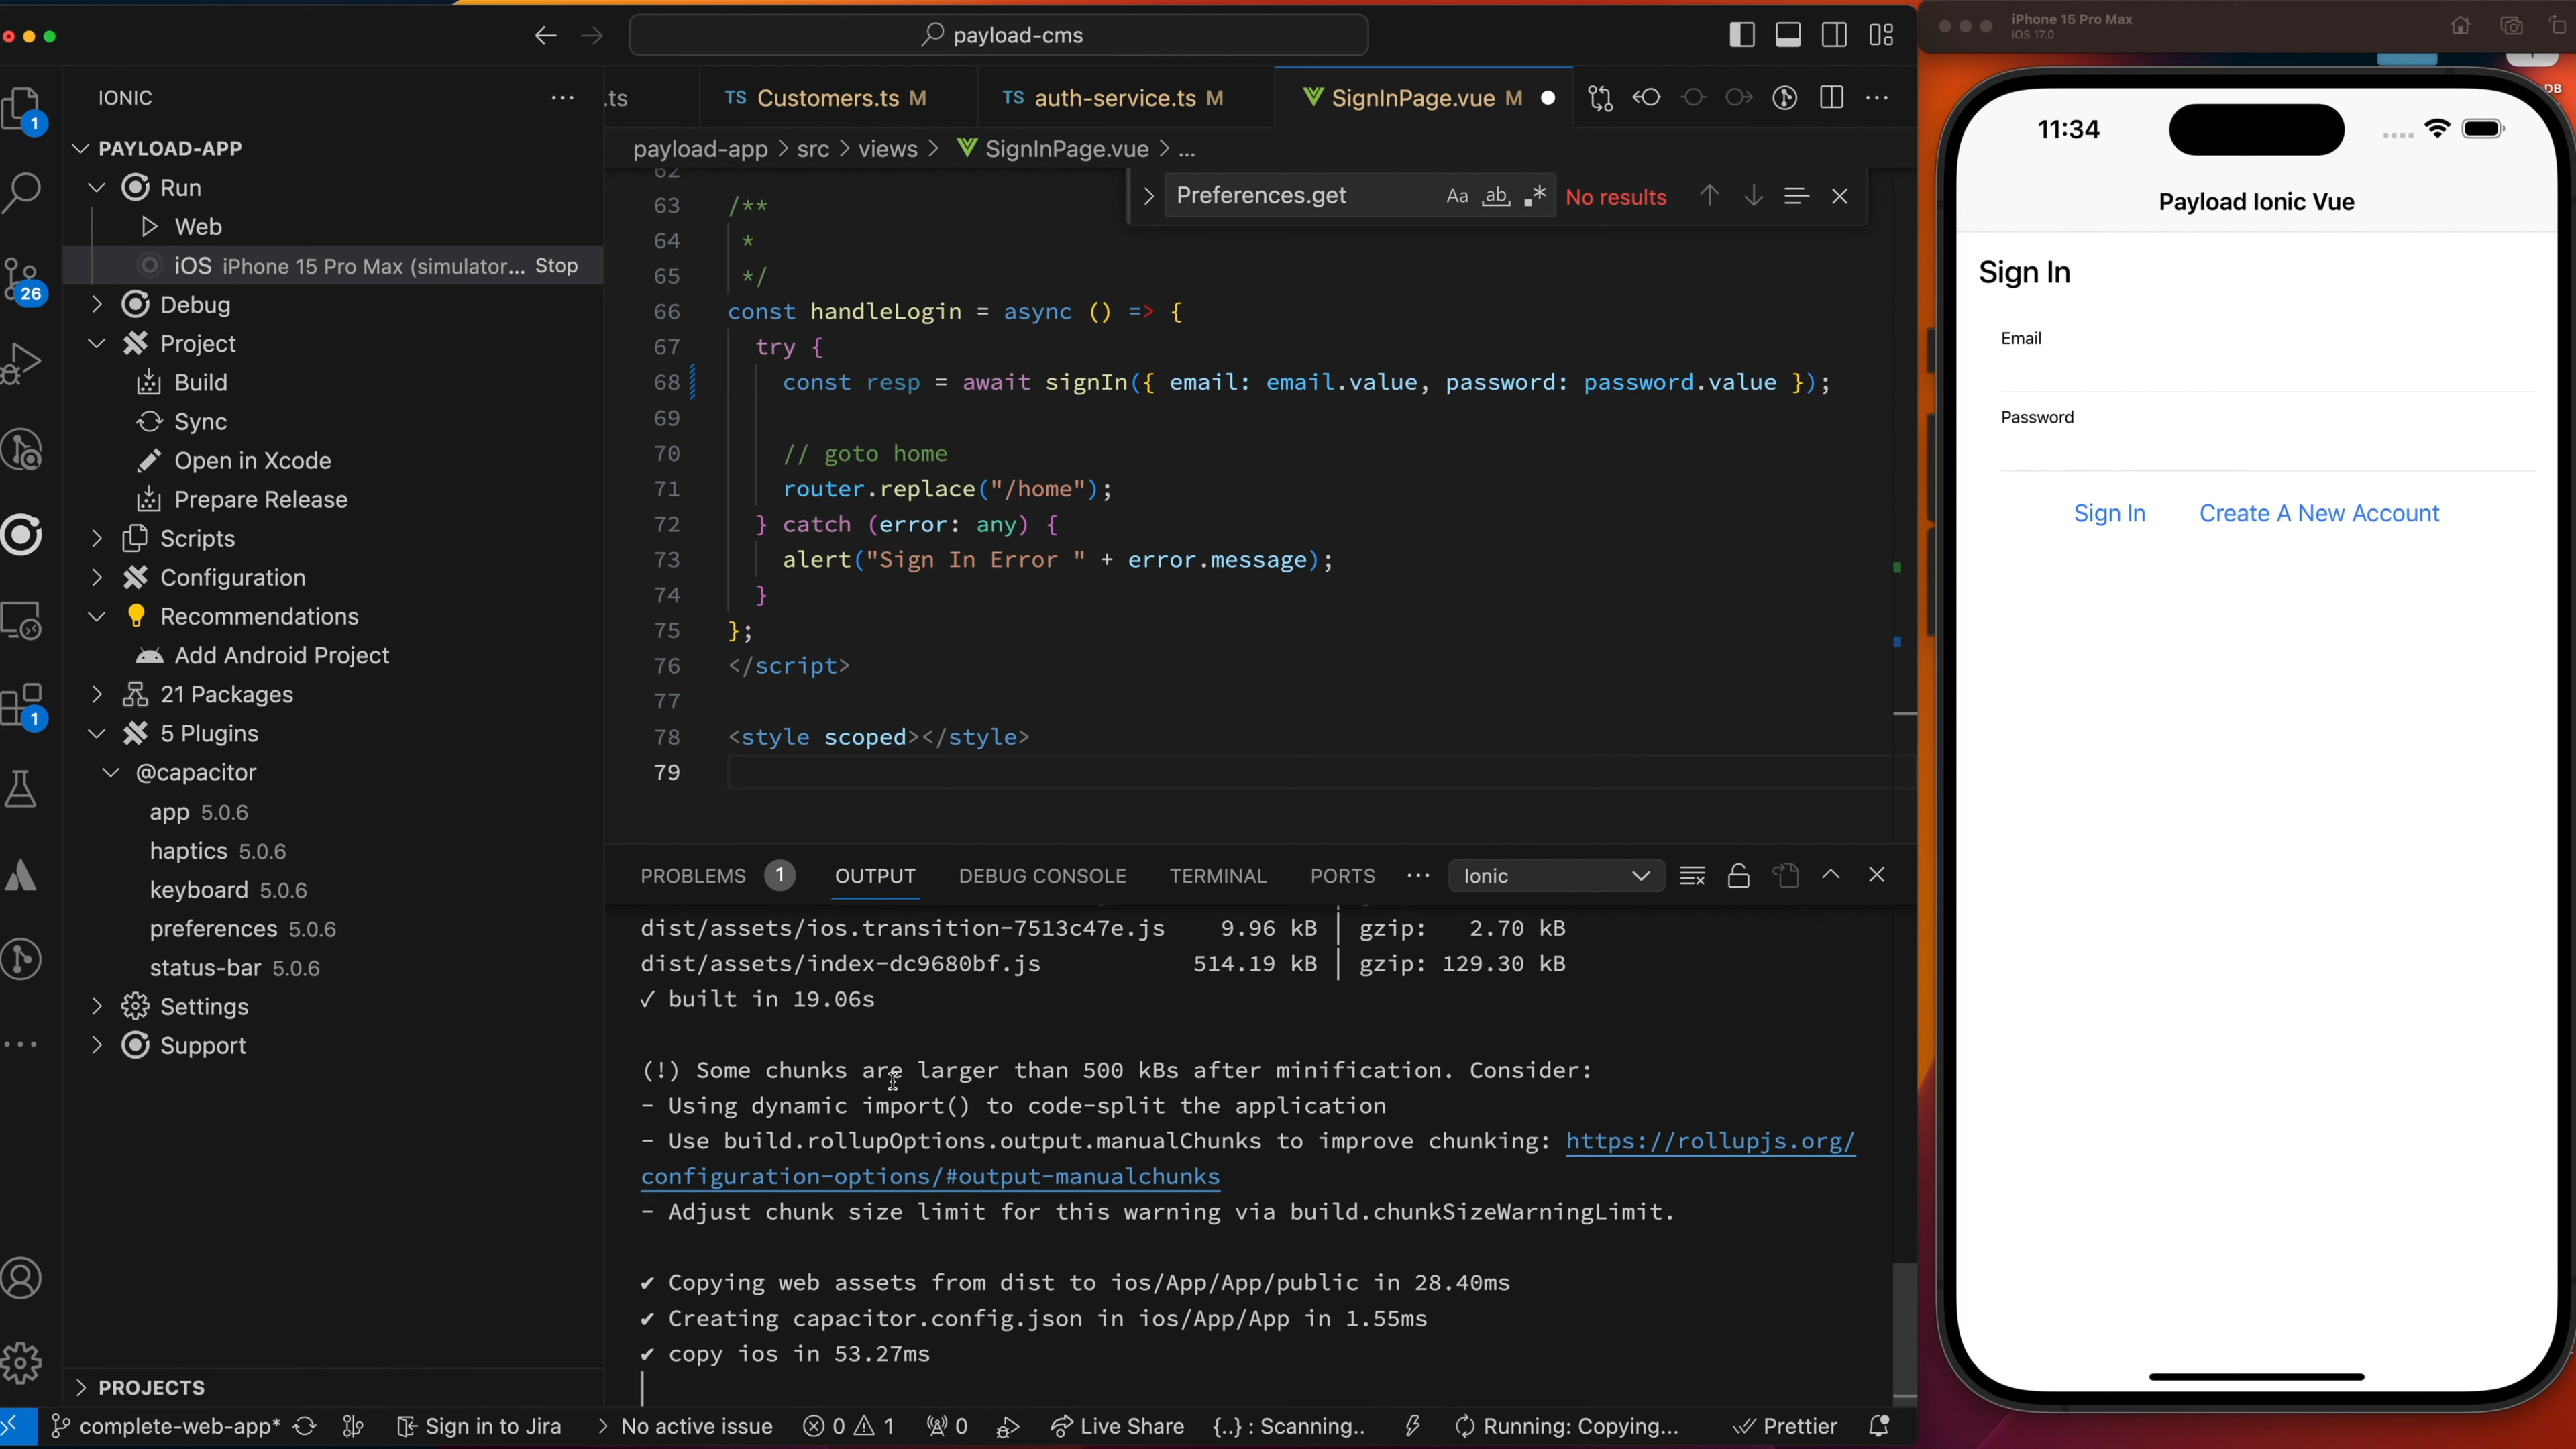 payload-cms
IONIC
PAYLOAD-APP
Run
Web
iOS iPhone 15 Pro Max (simulator... Stop
Debug
Project
Build
Sync
Open in Xcode
Prepare Release
Scripts
Configuration
Recommendations
Add Android Project
21 Packages
5 Plugins
@capacitor
app 5.0.6
haptics 5.0.6
keyboard 5.0.6
preferences 5.0.6
status-bar 5.0.6
Settings
Support
PROJECTS
1
26
1
.ts
TS Customers.ts M
TS auth-service.ts M
SignInPage.vue M
payload-app > src > views > SignInPage.vue > ...
Preferences.get Aa ab .* No results
62
63 /**
64 *
65 */
66 const handleLogin = async () => {
67 try {
68 const resp = await signIn({ email: email.value, password: password.value });
69
70 // goto home
71 router.replace("/home");
72 } catch (error: any) {
73 alert("Sign In Error " + error.message);
74 }
75 };
76 </script>
77
78 <style scoped></style>
79
PROBLEMS 1 OUTPUT DEBUG CONSOLE TERMINAL PORTS ... Ionic
dist/assets/ios.transition-7513c47e.js 9.96 kB │ gzip: 2.70 kB
dist/assets/index-dc9680bf.js 514.19 kB │ gzip: 129.30 kB
✓ built in 19.06s
(!) Some chunks are larger than 500 kBs after minification. Consider:
- Using dynamic import() to code-split the application
- Use build.rollupOptions.output.manualChunks to improve chunking: https://rollupjs.org/
configuration-options/#output-manualchunks
- Adjust chunk size limit for this warning via build.chunkSizeWarningLimit.
✔ Copying web assets from dist to ios/App/App/public in 28.40ms
✔ Creating capacitor.config.json in ios/App/App in 1.55ms
✔ copy ios in 53.27ms
complete-web-app* Sign in to Jira > No active issue 0 1 0 Live Share {..} : Scanning.. Running: Copying... Prettier
iPhone 15 Pro Max
iOS 17.0
DB
11:34
Payload Ionic Vue
Sign In
Email
Password
Sign In Create A New Account